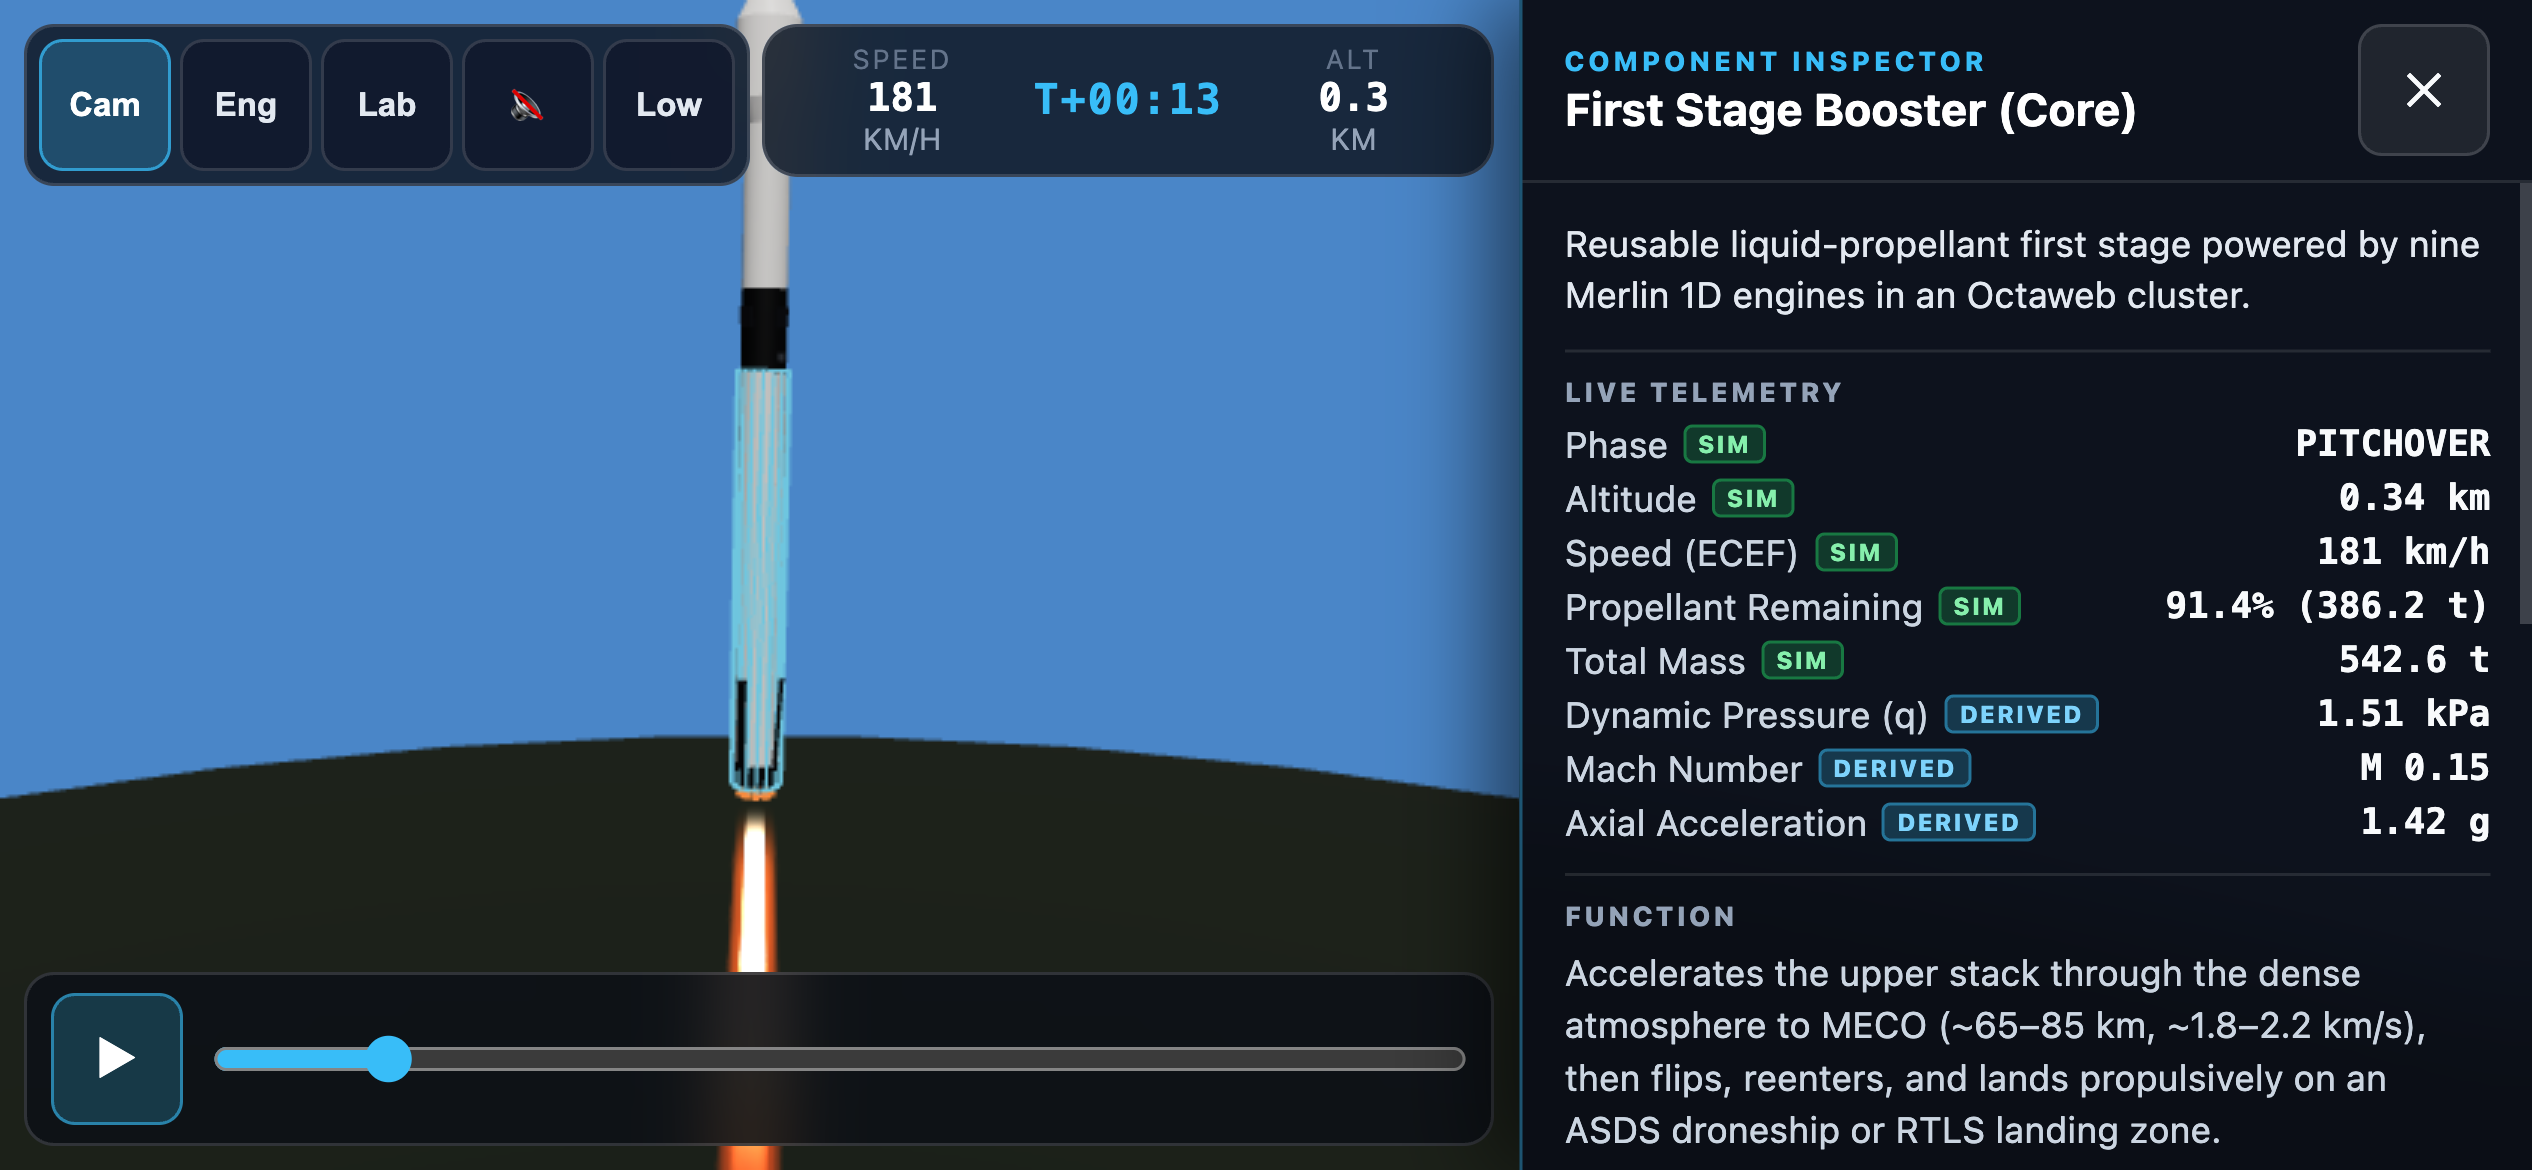 Cam Eng Lab Low
SPEED
181
KM/H
T+00:13
ALT
0.3
KM
COMPONENT INSPECTOR
First Stage Booster (Core)
Reusable liquid-propellant first stage powered by nine
Merlin 1D engines in an Octaweb cluster.
LIVE TELEMETRY
Phase SIM PITCHOVER
Altitude SIM 0.34 km
Speed (ECEF) SIM 181 km/h
Propellant Remaining SIM 91.4% (386.2 t)
Total Mass SIM 542.6 t
Dynamic Pressure (q) DERIVED 1.51 kPa
Mach Number DERIVED M 0.15
Axial Acceleration DERIVED 1.42 g
FUNCTION
Accelerates the upper stack through the dense
atmosphere to MECO (~65–85 km, ~1.8–2.2 km/s),
then flips, reenters, and lands propulsively on an
ASDS droneship or RTLS landing zone.